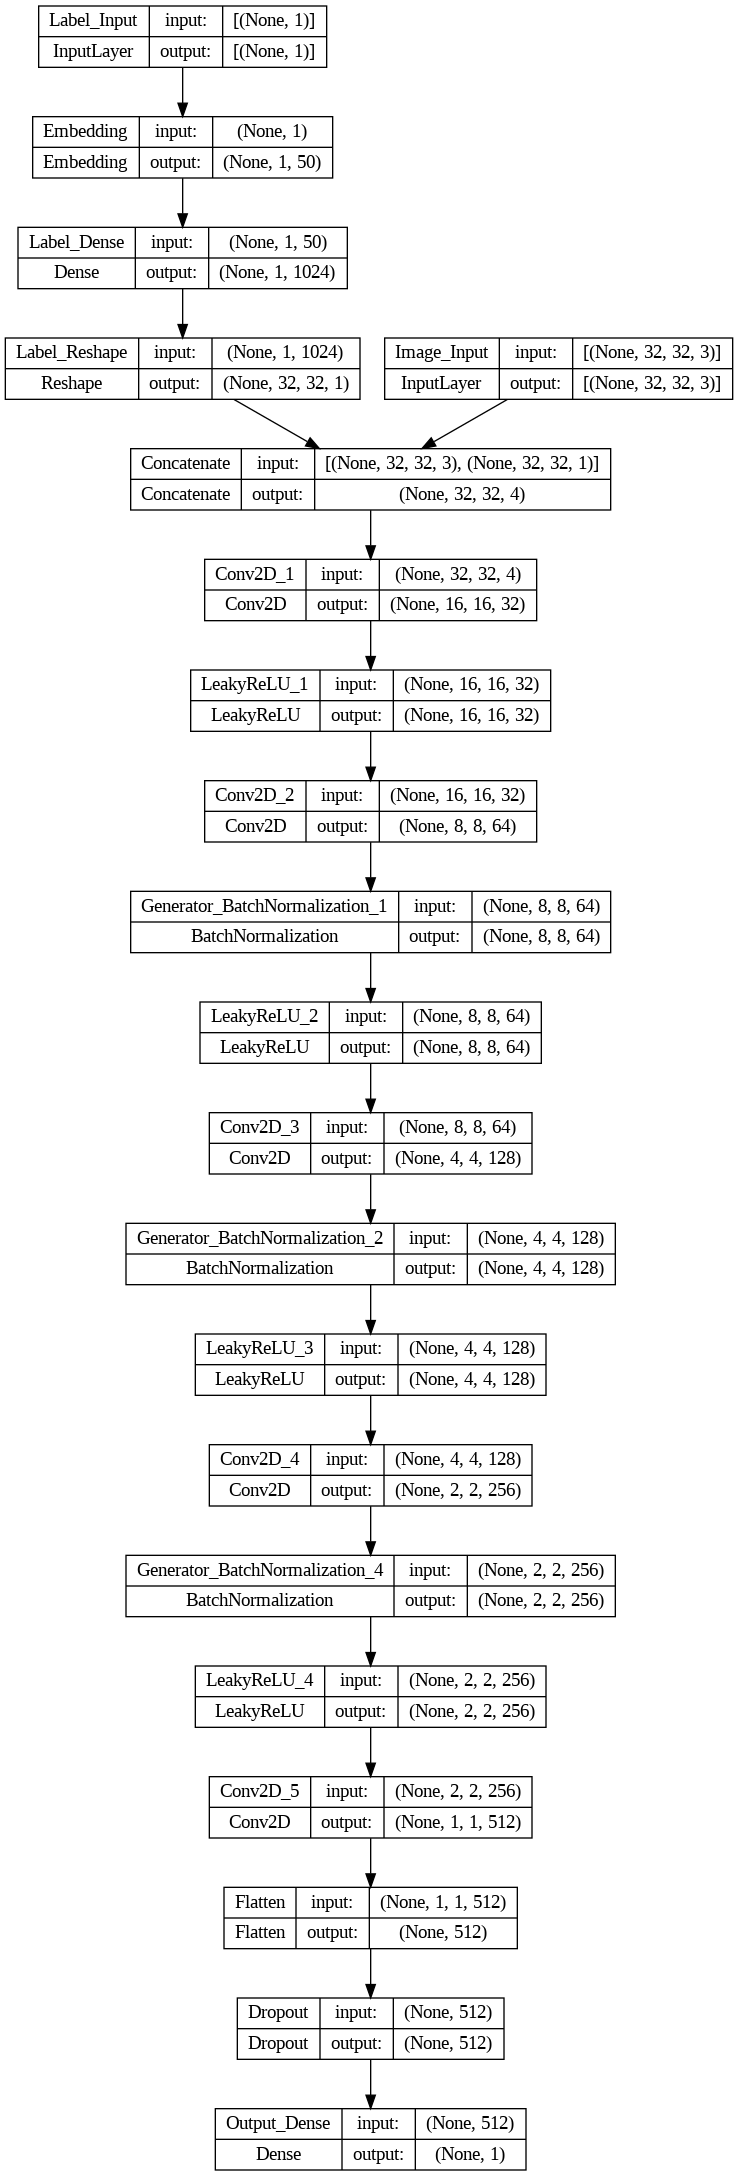 Label_Input input: [(None, 1)]
InputLayer output: [(None, 1)]
Embedding input: (None, 1)
Embedding output: (None, 1, 50)
Label_Dense input: (None, 1, 50)
Dense output: (None, 1, 1024)
Label_Reshape input: (None, 1, 1024)
Reshape output: (None, 32, 32, 1)
Image_Input input: [(None, 32, 32, 3)]
InputLayer output: [(None, 32, 32, 3)]
Concatenate input: [(None, 32, 32, 3), (None, 32, 32, 1)]
Concatenate output: (None, 32, 32, 4)
Conv2D_1 input: (None, 32, 32, 4)
Conv2D output: (None, 16, 16, 32)
LeakyReLU_1 input: (None, 16, 16, 32)
LeakyReLU output: (None, 16, 16, 32)
Conv2D_2 input: (None, 16, 16, 32)
Conv2D output: (None, 8, 8, 64)
Generator_BatchNormalization_1 input: (None, 8, 8, 64)
BatchNormalization output: (None, 8, 8, 64)
LeakyReLU_2 input: (None, 8, 8, 64)
LeakyReLU output: (None, 8, 8, 64)
Conv2D_3 input: (None, 8, 8, 64)
Conv2D output: (None, 4, 4, 128)
Generator_BatchNormalization_2 input: (None, 4, 4, 128)
BatchNormalization output: (None, 4, 4, 128)
LeakyReLU_3 input: (None, 4, 4, 128)
LeakyReLU output: (None, 4, 4, 128)
Conv2D_4 input: (None, 4, 4, 128)
Conv2D output: (None, 2, 2, 256)
Generator_BatchNormalization_4 input: (None, 2, 2, 256)
BatchNormalization output: (None, 2, 2, 256)
LeakyReLU_4 input: (None, 2, 2, 256)
LeakyReLU output: (None, 2, 2, 256)
Conv2D_5 input: (None, 2, 2, 256)
Conv2D output: (None, 1, 1, 512)
Flatten input: (None, 1, 1, 512)
Flatten output: (None, 512)
Dropout input: (None, 512)
Dropout output: (None, 512)
Output_Dense input: (None, 512)
Dense output: (None, 1)